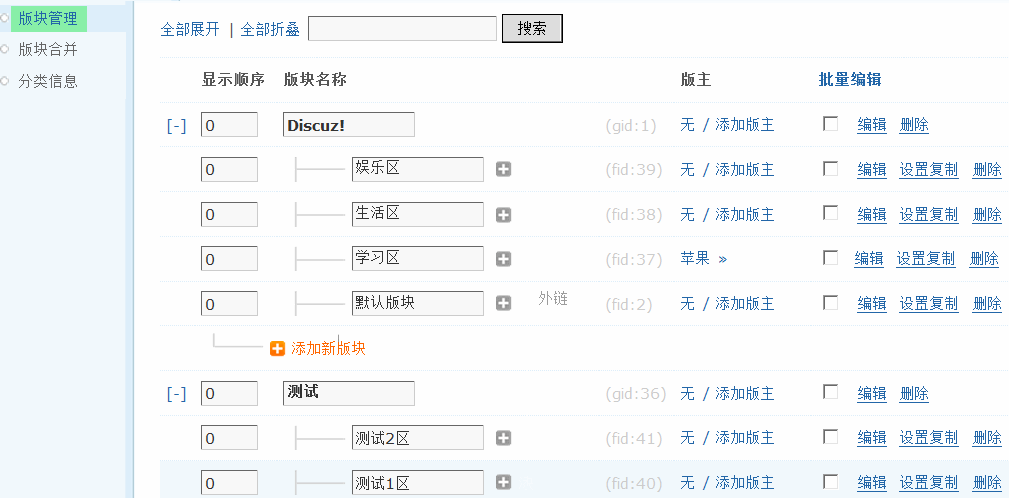 版块管理
版块合并
分类信息
全部展开 | 全部折叠 搜索
显示顺序 版块名称 版主 批量编辑
[-] 0 Discuz! (gid:1) 无 / 添加版主 编辑 删除
0 娱乐区 (fid:39) 无 / 添加版主 编辑 设置复制 删除
0 生活区 (fid:38) 无 / 添加版主 编辑 设置复制 删除
0 学习区 (fid:37) 苹果 » 编辑 设置复制 删除
0 默认版块 外链 (fid:2) 无 / 添加版主 编辑 设置复制 删除
添加新版块
[-] 0 测试 (gid:36) 无 / 添加版主 编辑 删除
0 测试2区 (fid:41) 无 / 添加版主 编辑 设置复制 删除
0 测试1区 (fid:40) 无 / 添加版主 编辑 设置复制 删除